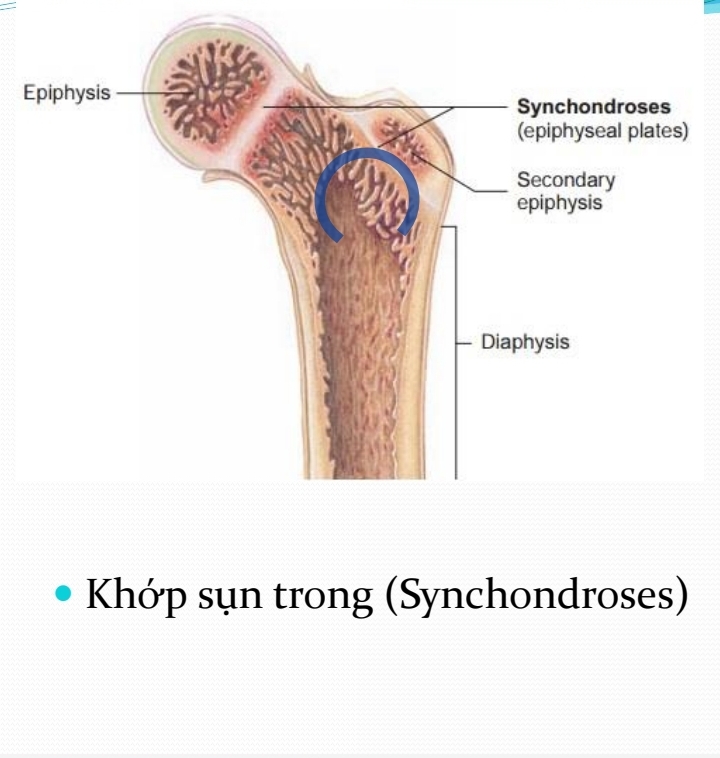 Epiphysis
Synchondroses
(epiphyseal plates)
Secondary
epiphysis
Diaphysis
• Khớp sụn trong (Synchondroses)